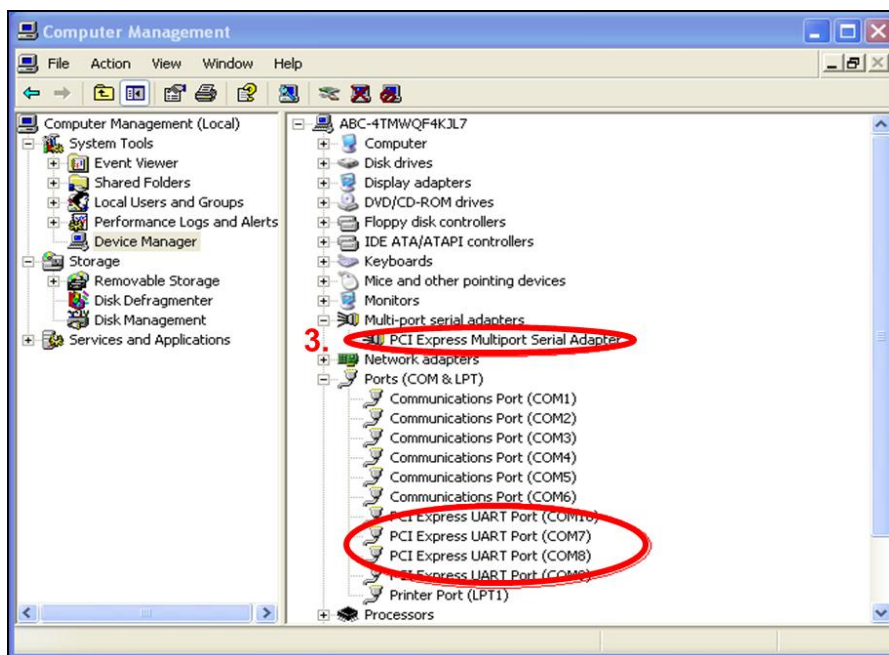 Computer Management
File Action View Window Help
Computer Management (Local)
System Tools
Event Viewer
Shared Folders
Local Users and Groups
Performance Logs and Alerts
Device Manager
Storage
Removable Storage
Disk Defragmenter
Disk Management
Services and Applications
ABC-4TMWQF4KJL7
Computer
Disk drives
Display adapters
DVD/CD-ROM drives
Floppy disk controllers
IDE ATA/ATAPI controllers
Keyboards
Mice and other pointing devices
Monitors
Multi-port serial adapters
3. PCI Express Multiport Serial Adapter
Network adapters
Ports (COM & LPT)
Communications Port (COM1)
Communications Port (COM2)
Communications Port (COM3)
Communications Port (COM4)
Communications Port (COM5)
Communications Port (COM6)
PCI Express UART Port (COM10)
PCI Express UART Port (COM7)
PCI Express UART Port (COM8)
PCI Express UART Port (COM9)
Printer Port (LPT1)
Processors